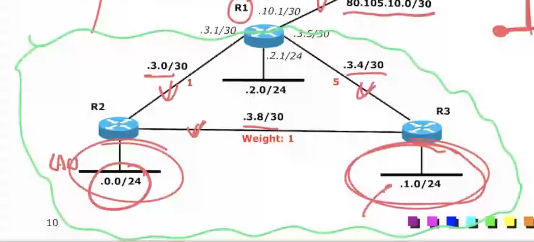 R1
.10.1/30
80.105.10.0/30
.3.1/30
.3.5/30
.3.0/30
.2.1/24
.3.4/30
1
.2.0/24
5
R2
R3
.3.8/30
Weight: 1
LAN
.0.0/24
.1.0/24
10